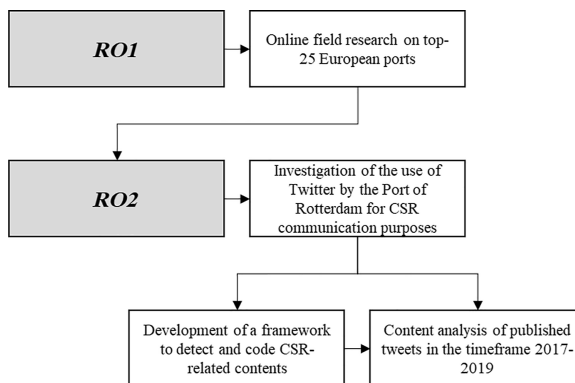 RO1
Online field research on top-
25 European ports
RO2
Investigation of the use of
Twitter by the Port of
Rotterdam for CSR
communication purposes
Development of a framework
to detect and code CSR-
related contents
Content analysis of published
tweets in the timeframe 2017-
2019